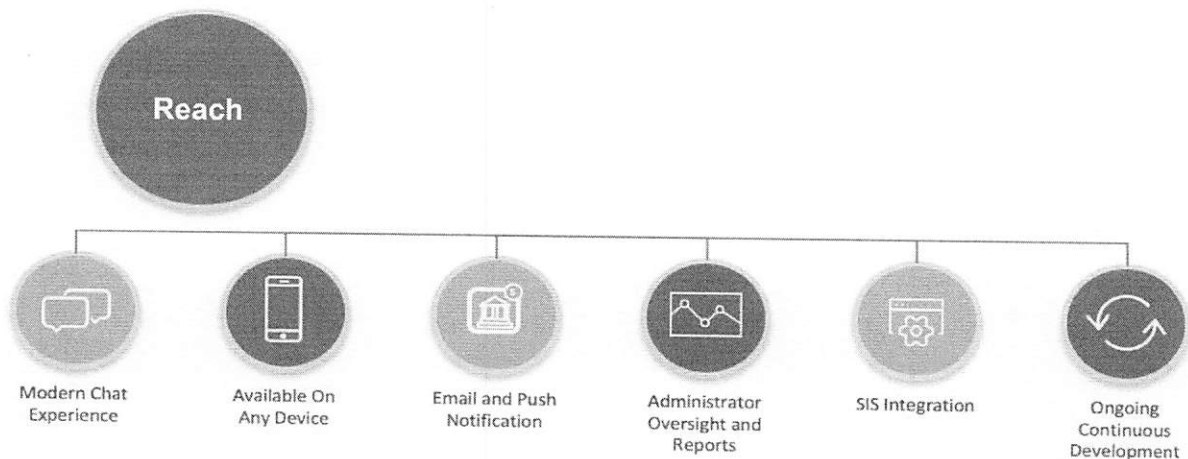 Reach
Modern Chat
Experience
Available On
Any Device
Email and Push
Notification
Administrator
Oversight and
Reports
SIS Integration
Ongoing
Continuous
Development